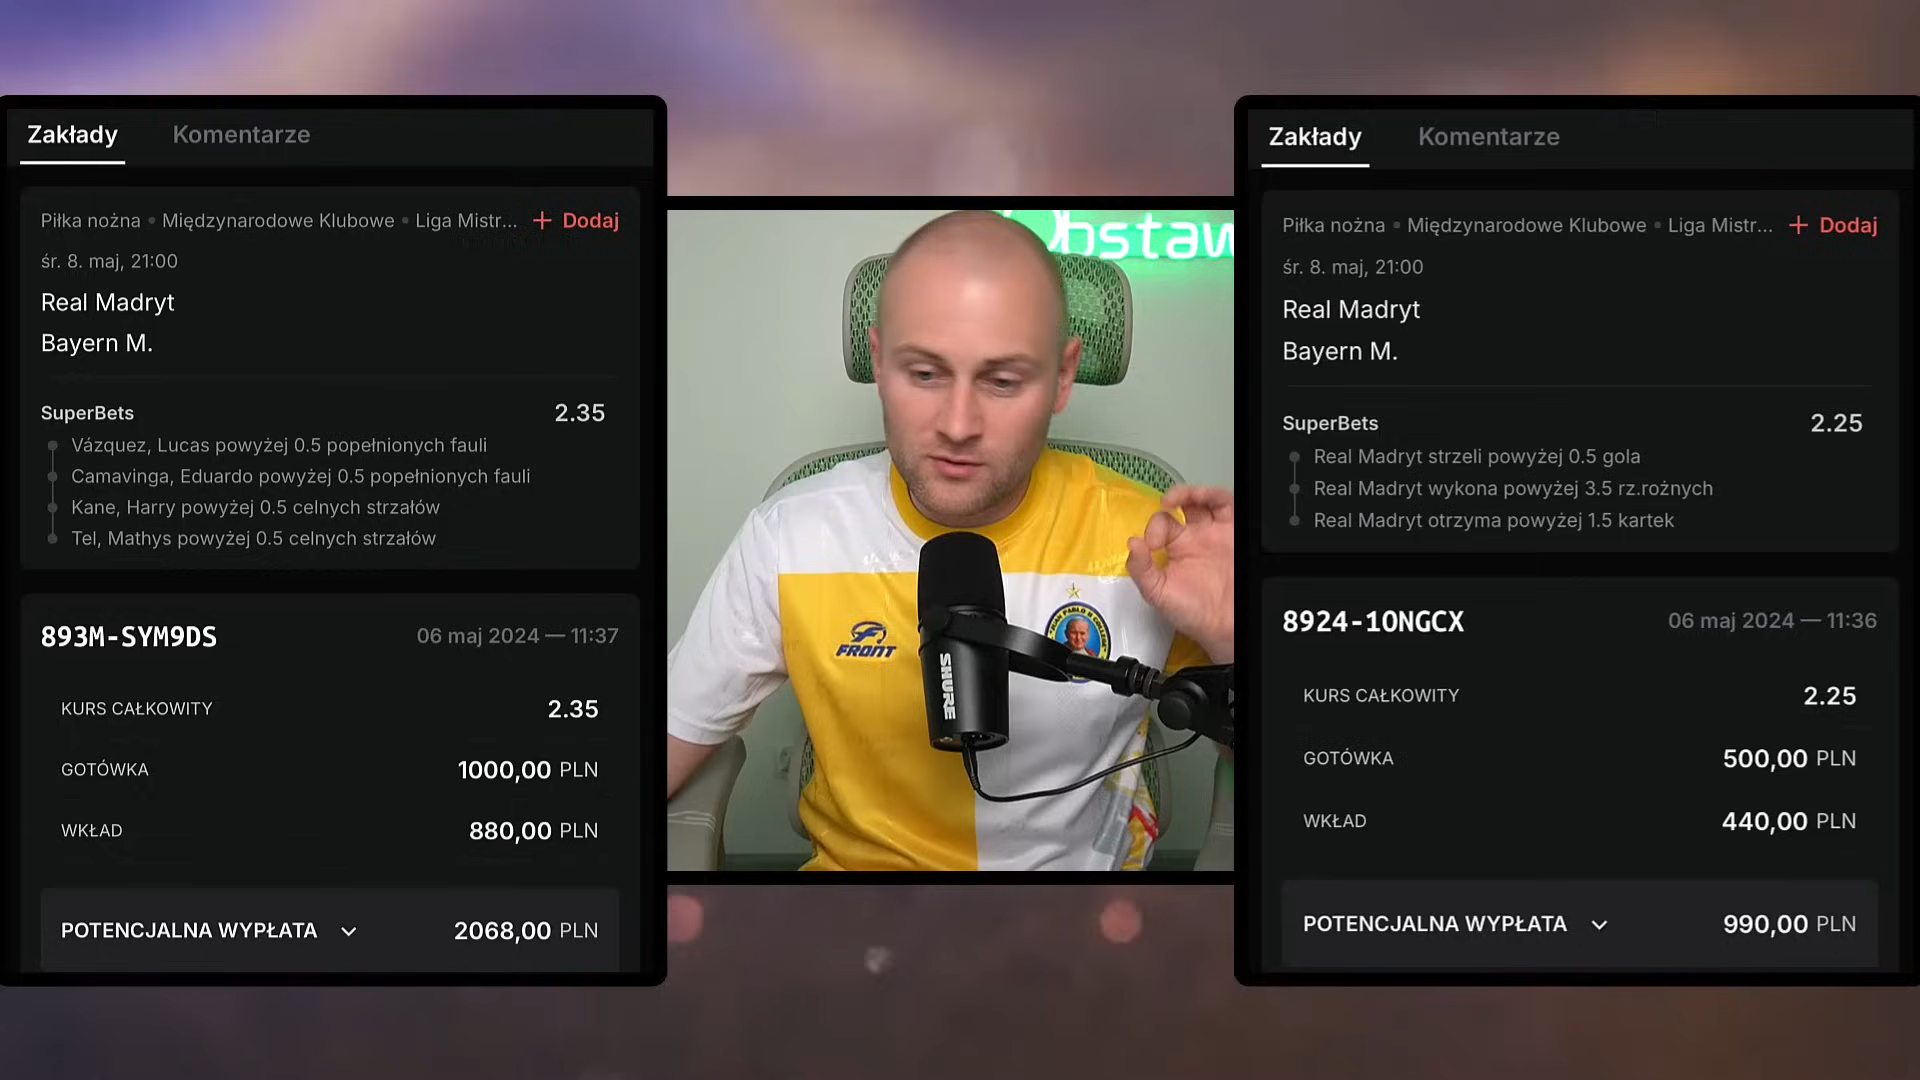 Zakłady Komentarze
Piłka nożna • Międzynarodowe Klubowe • Liga Mistr... + Dodaj
śr. 8. maj, 21:00
Real Madryt
Bayern M.
SuperBets 2.35
Vázquez, Lucas powyżej 0.5 popełnionych fauli
Camavinga, Eduardo powyżej 0.5 popełnionych fauli
Kane, Harry powyżej 0.5 celnych strzałów
Tel, Mathys powyżej 0.5 celnych strzałów
893M-SYM9DS 06 maj 2024 — 11:37
KURS CAŁKOWITY 2.35
GOTÓWKA 1000,00 PLN
WKŁAD 880,00 PLN
POTENCJALNA WYPŁATA 2068,00 PLN
FRONT
SHURE
Zakłady Komentarze
Piłka nożna • Międzynarodowe Klubowe • Liga Mistr... + Dodaj
śr. 8. maj, 21:00
Real Madryt
Bayern M.
SuperBets 2.25
Real Madryt strzeli powyżej 0.5 gola
Real Madryt wykona powyżej 3.5 rz.rożnych
Real Madryt otrzyma powyżej 1.5 kartek
8924-1ONGCX 06 maj 2024 — 11:36
KURS CAŁKOWITY 2.25
GOTÓWKA 500,00 PLN
WKŁAD 440,00 PLN
POTENCJALNA WYPŁATA 990,00 PLN